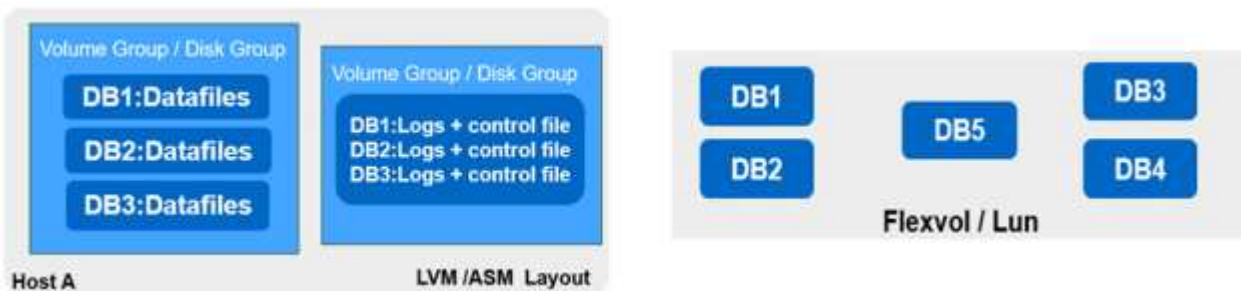 Volume Group / Disk Group
DB1:Datafiles
DB2:Datafiles
DB3:Datafiles
Volume Group / Disk Group
DB1:Logs + control file
DB2:Logs + control file
DB3:Logs + control file
Host A
LVM /ASM Layout
DB1
DB2
DB5
DB3
DB4
Flexvol / Lun